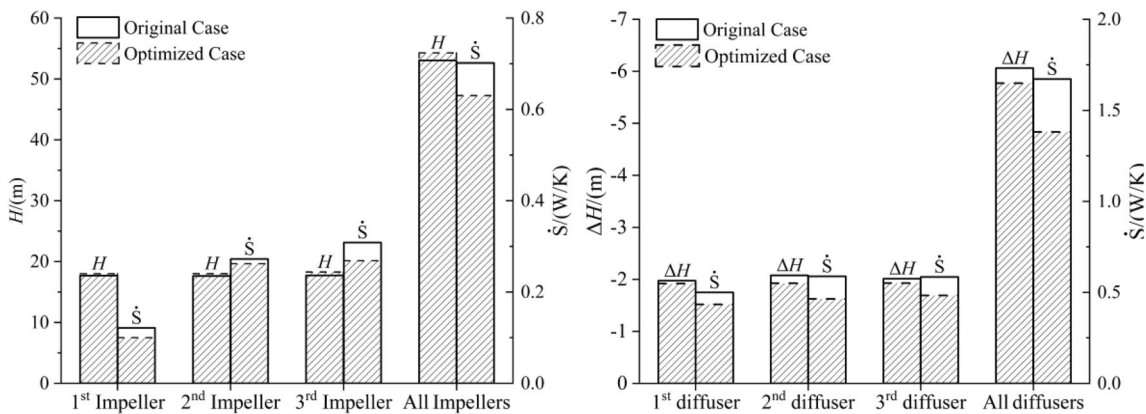 60
50
40
30
20
10
0
H/(m)
Original Case
Optimized Case
H Ṡ
H Ṡ
H Ṡ
H Ṡ
1st Impeller 2nd Impeller 3rd Impeller All Impellers
0.8
0.6
0.4
0.2
0.0
Ṡ/(W/K)
-7
-6
-5
-4
-3
-2
-1
0
ΔH/(m)
Original Case
Optimized Case
ΔH Ṡ
ΔH Ṡ
ΔH Ṡ
ΔH Ṡ
1st diffuser 2nd diffuser 3rd diffuser All diffusers
2.0
1.5
1.0
0.5
0.0
Ṡ/(W/K)